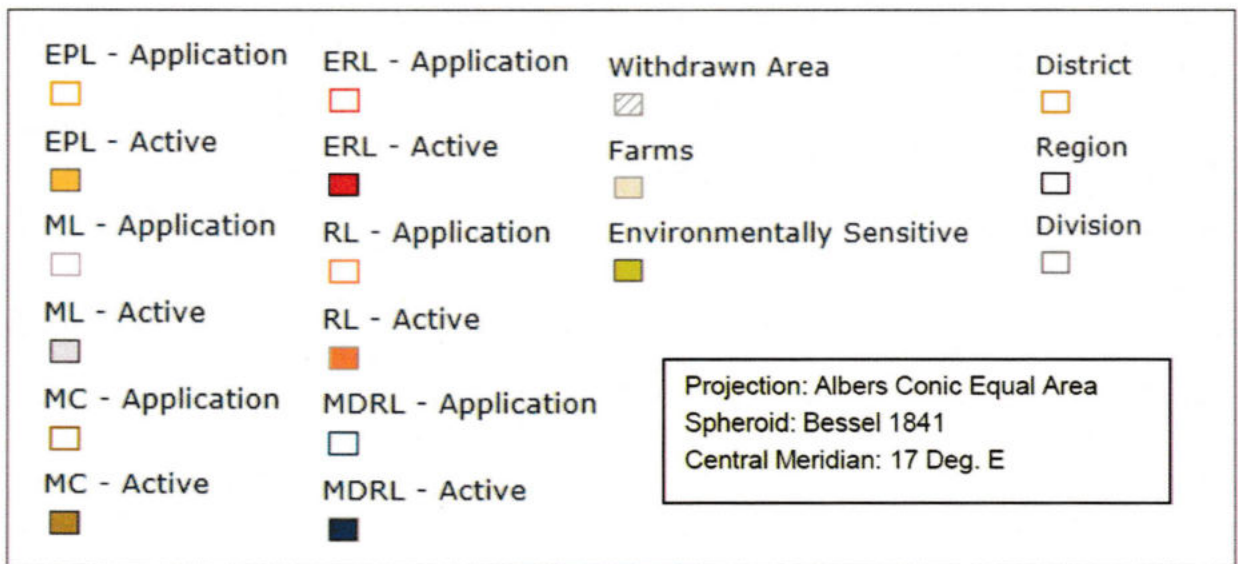 EPL - Application
EPL - Active
ML - Application
ML - Active
MC - Application
MC - Active
ERL - Application
ERL - Active
RL - Application
RL - Active
MDRL - Application
MDRL - Active
Withdrawn Area
Farms
Environmentally Sensitive
District
Region
Division
Projection: Albers Conic Equal Area
Spheroid: Bessel 1841
Central Meridian: 17 Deg. E